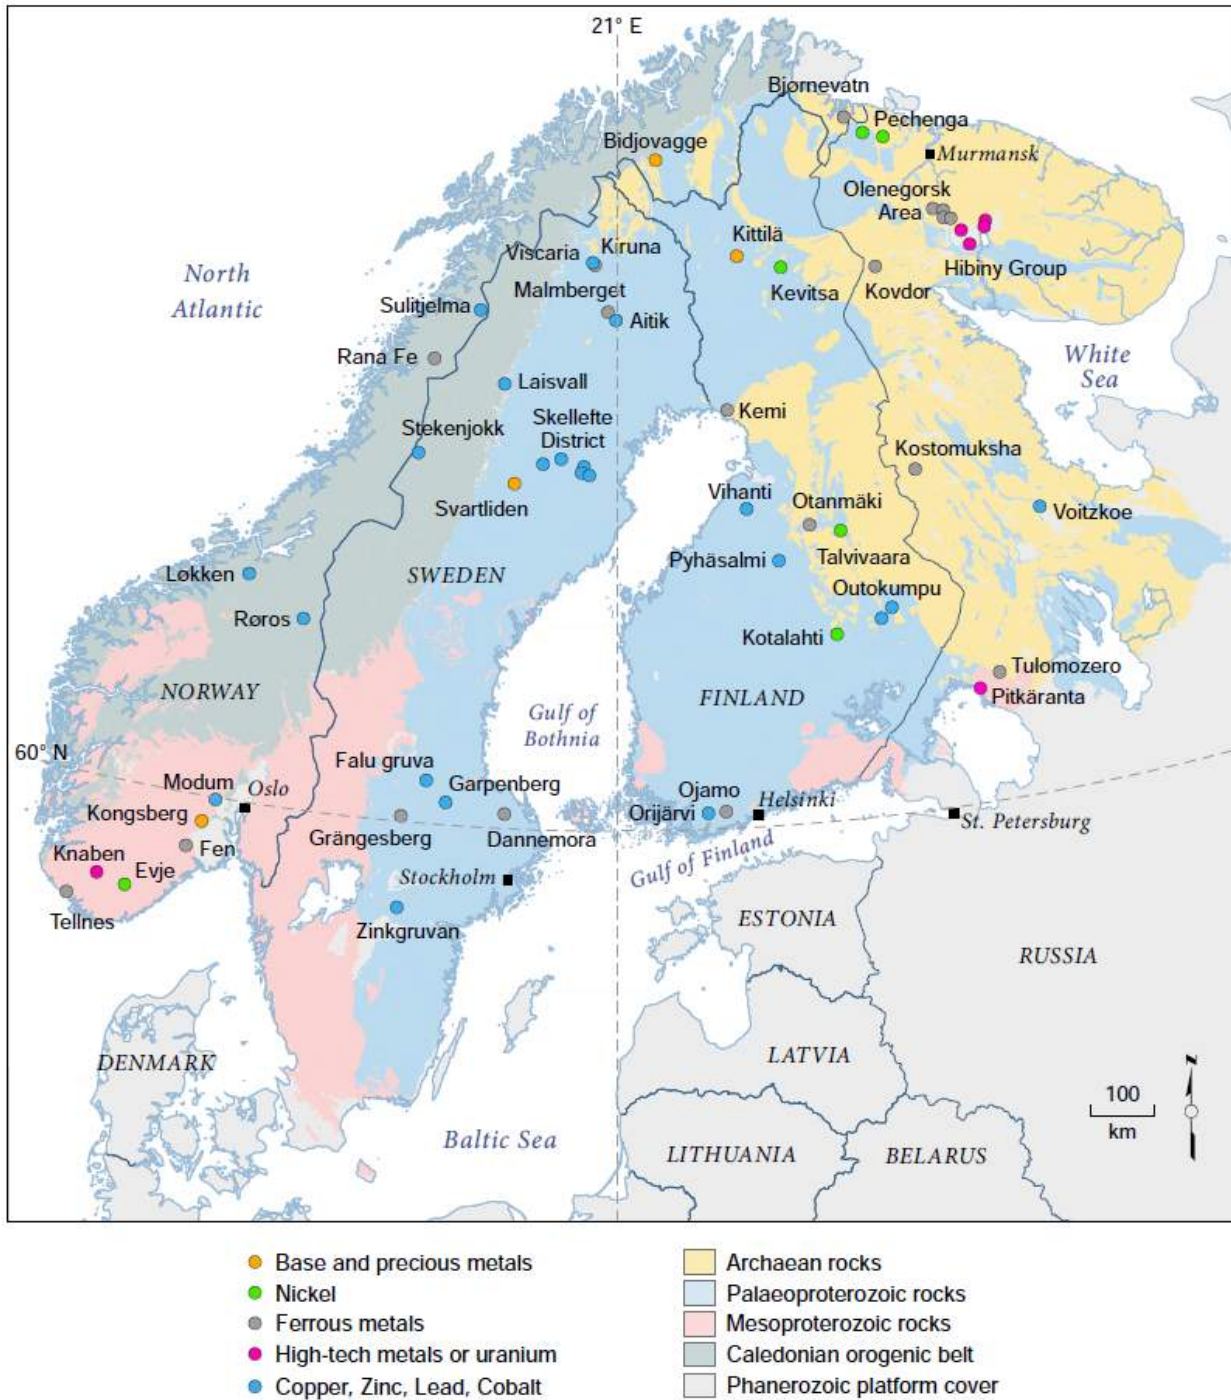 21° E
Bjørnevatn
Pechenga
Bidjovagge
Murmansk
Olenegorsk
Area
Viscaria
Kiruna
Kittilä
North
Atlantic
Malmberget
Kevitsa
Kovdor
Hibiny Group
Sulitjelma
Aitik
Rana Fe
White
Sea
Laisvall
Skellefte
District
Kemi
Stekenjokk
Kostomuksha
Vihanti
Otanmäki
Voitzkoe
Svartliden
Løkken
SWEDEN
Pyhäsalmi
Talvivaara
Outokumpu
Røros
Kotalahti
Tulomozero
NORWAY
FINLAND
Pitkäranta
Gulf of
Bothnia
60° N
Falu gruva
Modum
Oslo
Garpenberg
Ojamo
Kongsberg
Orijärvi
Helsinki
St. Petersburg
Grängesberg
Dannemora
Fen
Knaben
Evje
Gulf of Finland
Stockholm
Tellnes
Zinkgruvan
ESTONIA
RUSSIA
DENMARK
LATVIA
100
km
z
Baltic Sea
LITHUANIA
BELARUS
Base and precious metals
Nickel
Ferrous metals
High-tech metals or uranium
Copper, Zinc, Lead, Cobalt
Archaean rocks
Palaeoproterozoic rocks
Mesoproterozoic rocks
Caledonian orogenic belt
Phanerozoic platform cover